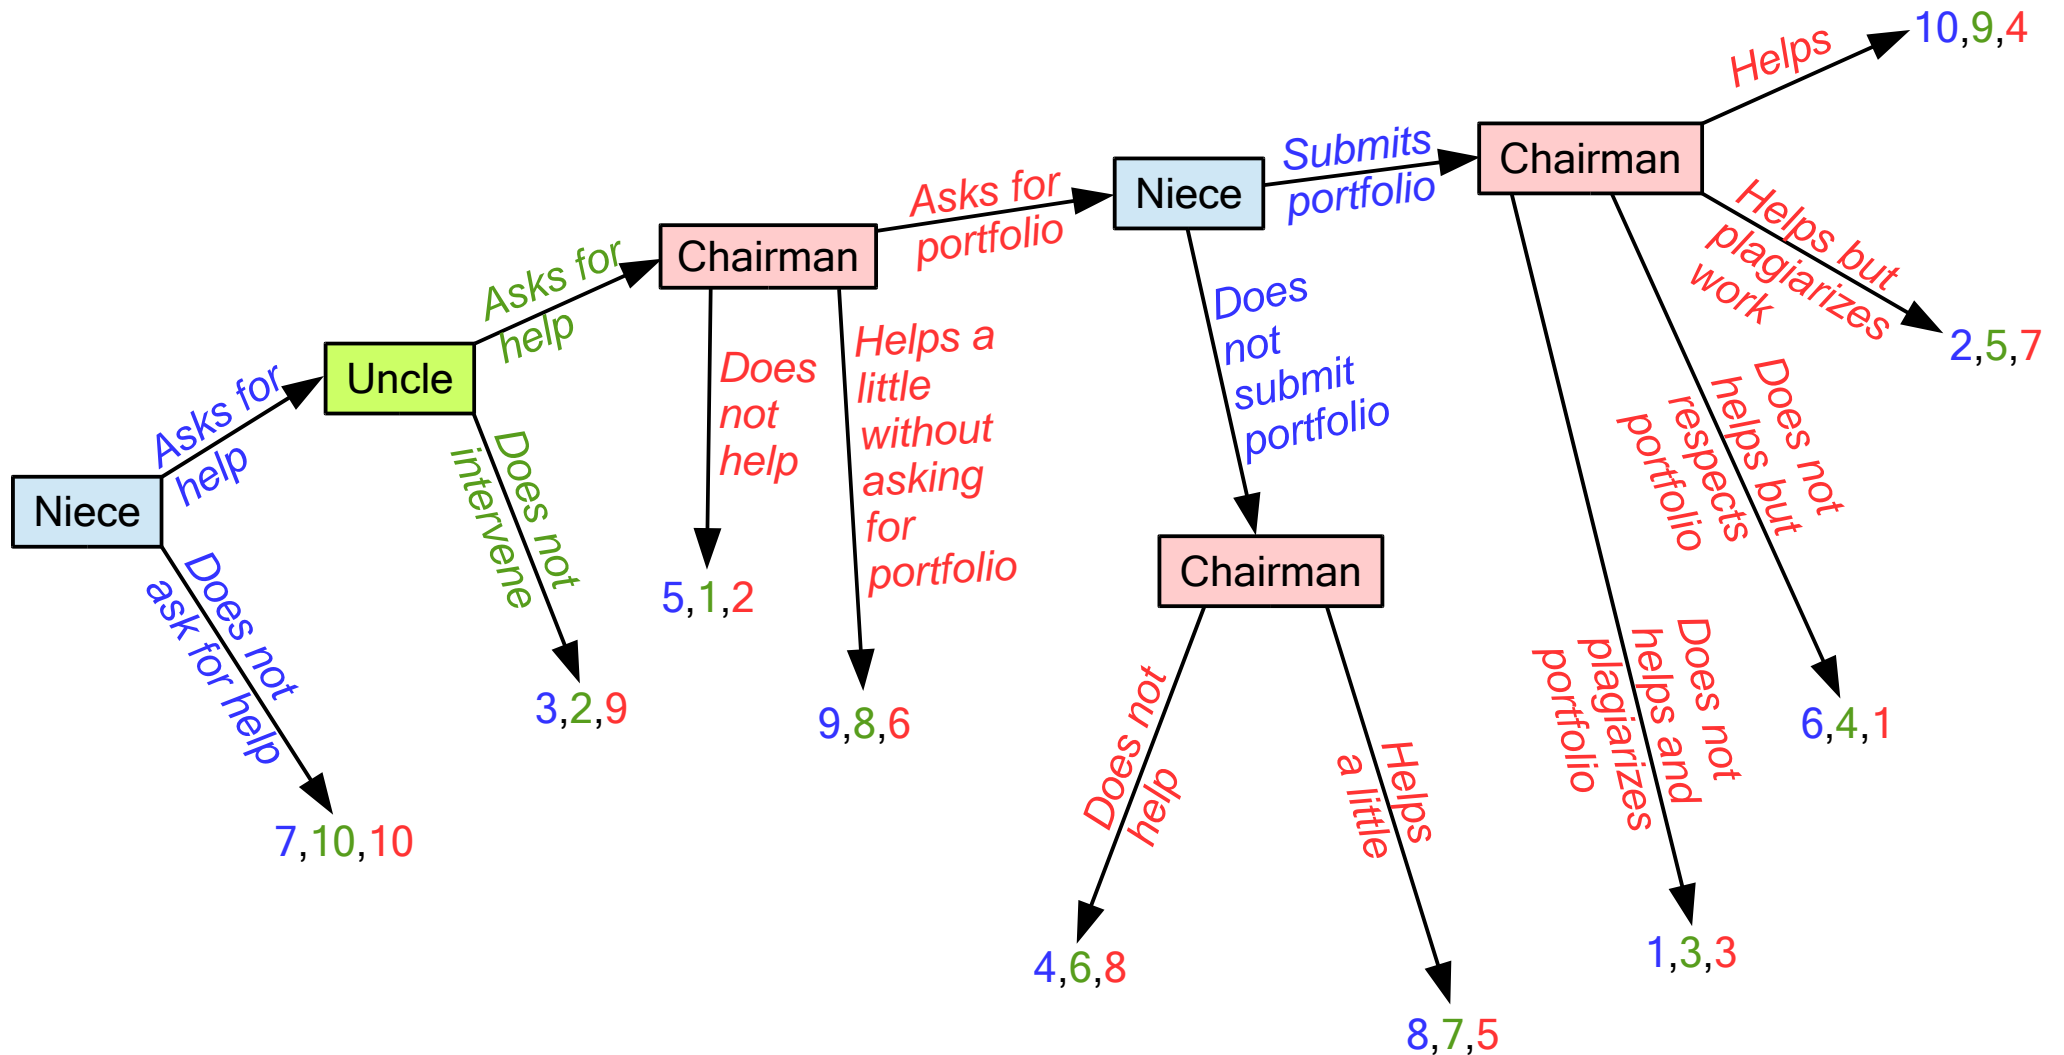 10,9,4
Helps
Submits
portfolio
Chairman
Asks for
portfolio
Niece
Helps but
plagiarizes
work
2,5,7
Asks for
help
Chairman
Does
not
submit
portfolio
Does not
helps but
respects
portfolio
Asks for
help
Uncle
Does
not
help
Helps a
little
without
asking
for
portfolio
Niece
Does not
intervene
5,1,2
Chairman
Does not
ask for help
3,2,9
9,8,6
6,4,1
Does not
helps and
plagiarizes
portfolio
Does not
help
Helps
a little
7,10,10
4,6,8
1,3,3
8,7,5